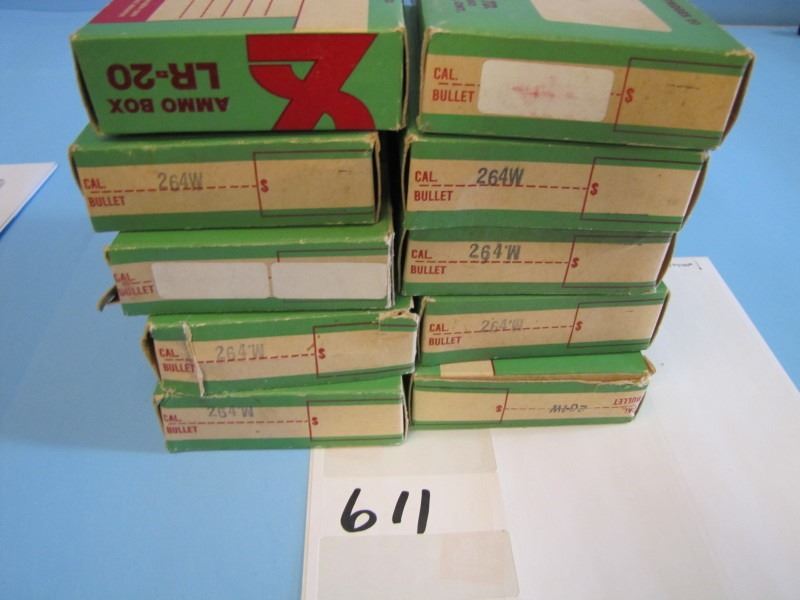 AMMO BOX
LR-20
CAL.
BULLET
$
CAL. 264W
BULLET
$
CAL. 264W
BULLET
$
CAL.
BULLET
CAL. 264W
BULLET
$
CAL. 264W
BULLET
$
CAL. 264W
BULLET
$
CAL. 264W
BULLET
$
CAL. 264W
BULLET
$
611